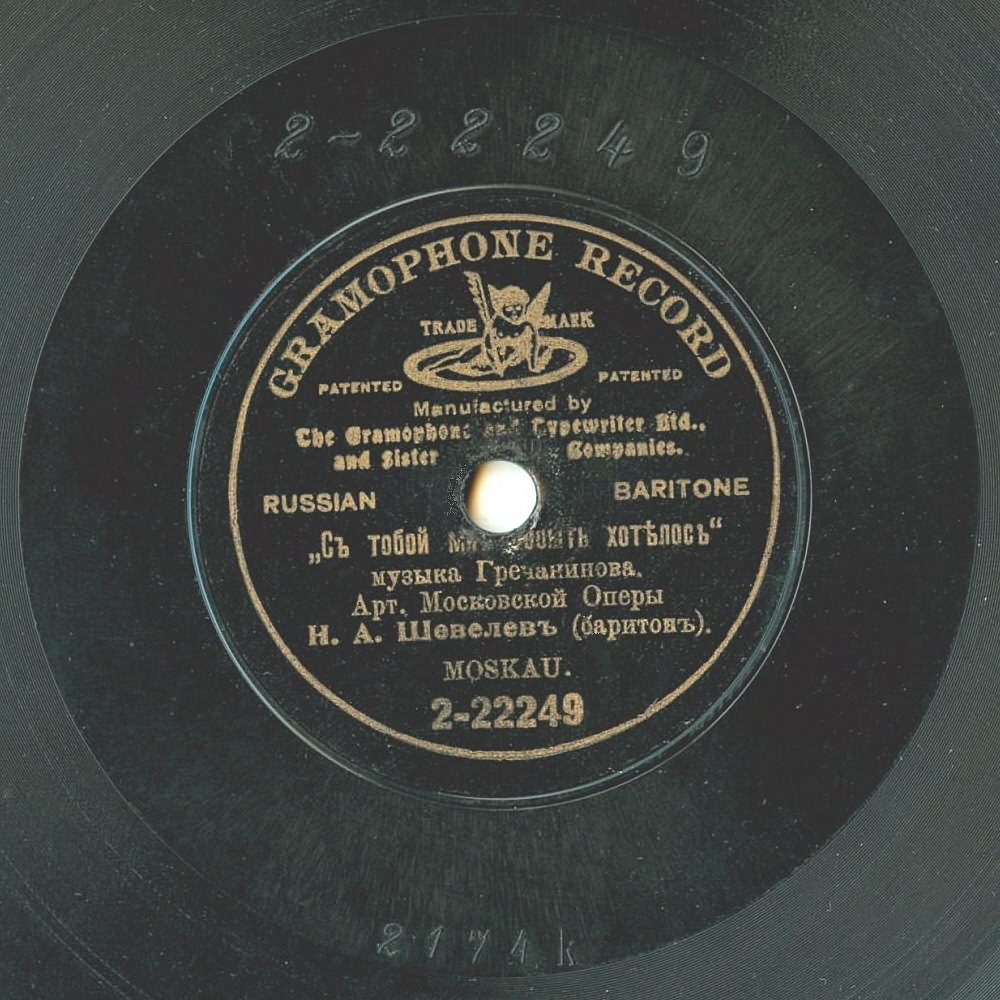 2-22249
GRAMOPHONE RECORD
TRADE MARK
PATENTED PATENTED
Manufactured by
The Gramophone and Typewriter Ltd.,
and Sister Companies.
RUSSIAN BARITONE
„Съ тобой хотѣлось“
музыка Гречанинова.
Арт. Московской Оперы
Н. А. Шевелевъ (баритонъ).
MOSKAU.
2-22249
2174k